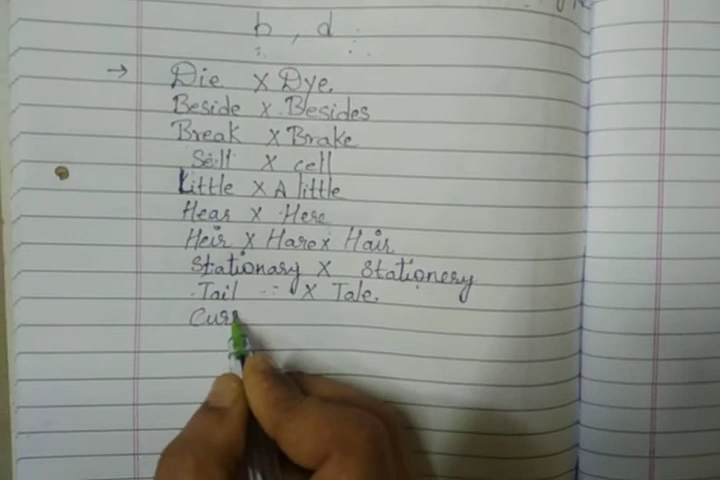 b, d
→ Die X Dye.
Beside X Besides
Break X Brake
Sell X cell
Little X A little
Hear X Here
Heir X Hare X Hair
Stationary X Stationery
Tail X Tale.
Cur